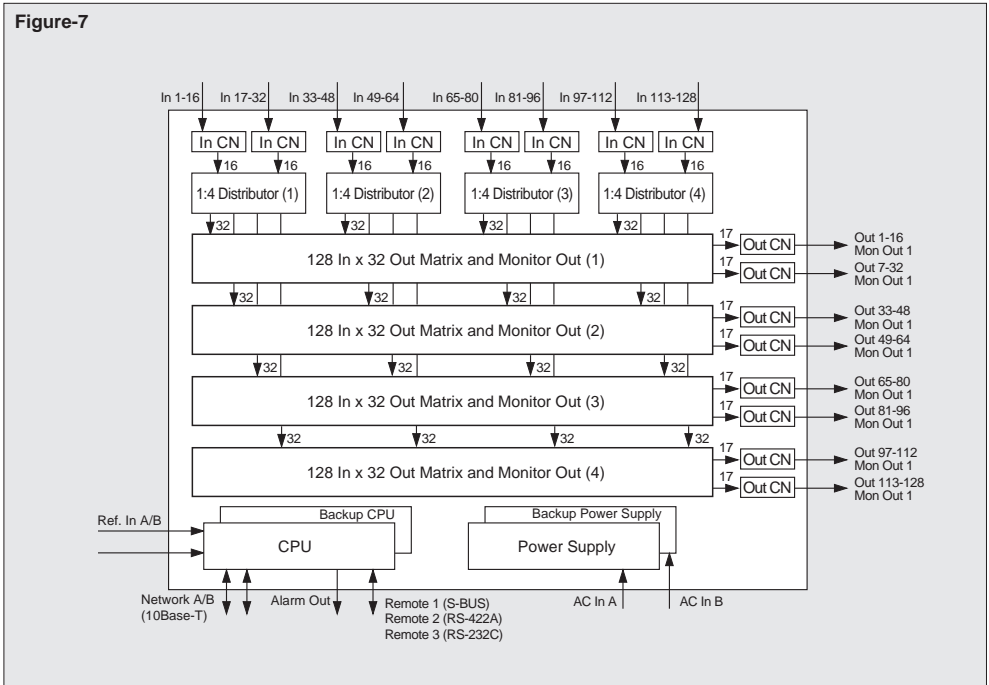 Figure-7
In 1-16 In 17-32 In 33-48 In 49-64 In 65-80 In 81-96 In 97-112 In 113-128
In CN In CN In CN In CN In CN In CN In CN In CN
16 16 16 16 16 16 16 16
1:4 Distributor (1) 1:4 Distributor (2) 1:4 Distributor (3) 1:4 Distributor (4)
32 32 32 32
128 In x 32 Out Matrix and Monitor Out (1)
17 Out CN Out 1-16
Mon Out 1
17 Out CN Out 7-32
Mon Out 1
32 32 32 32
128 In x 32 Out Matrix and Monitor Out (2)
17 Out CN Out 33-48
Mon Out 1
17 Out CN Out 49-64
Mon Out 1
32 32 32 32
128 In x 32 Out Matrix and Monitor Out (3)
17 Out CN Out 65-80
Mon Out 1
17 Out CN Out 81-96
Mon Out 1
32 32 32 32
128 In x 32 Out Matrix and Monitor Out (4)
17 Out CN Out 97-112
Mon Out 1
17 Out CN Out 113-128
Mon Out 1
Ref. In A/B
Backup CPU
CPU
Backup Power Supply
Power Supply
Network A/B
(10Base-T)
Alarm Out
Remote 1 (S-BUS)
Remote 2 (RS-422A)
Remote 3 (RS-232C)
AC In A AC In B